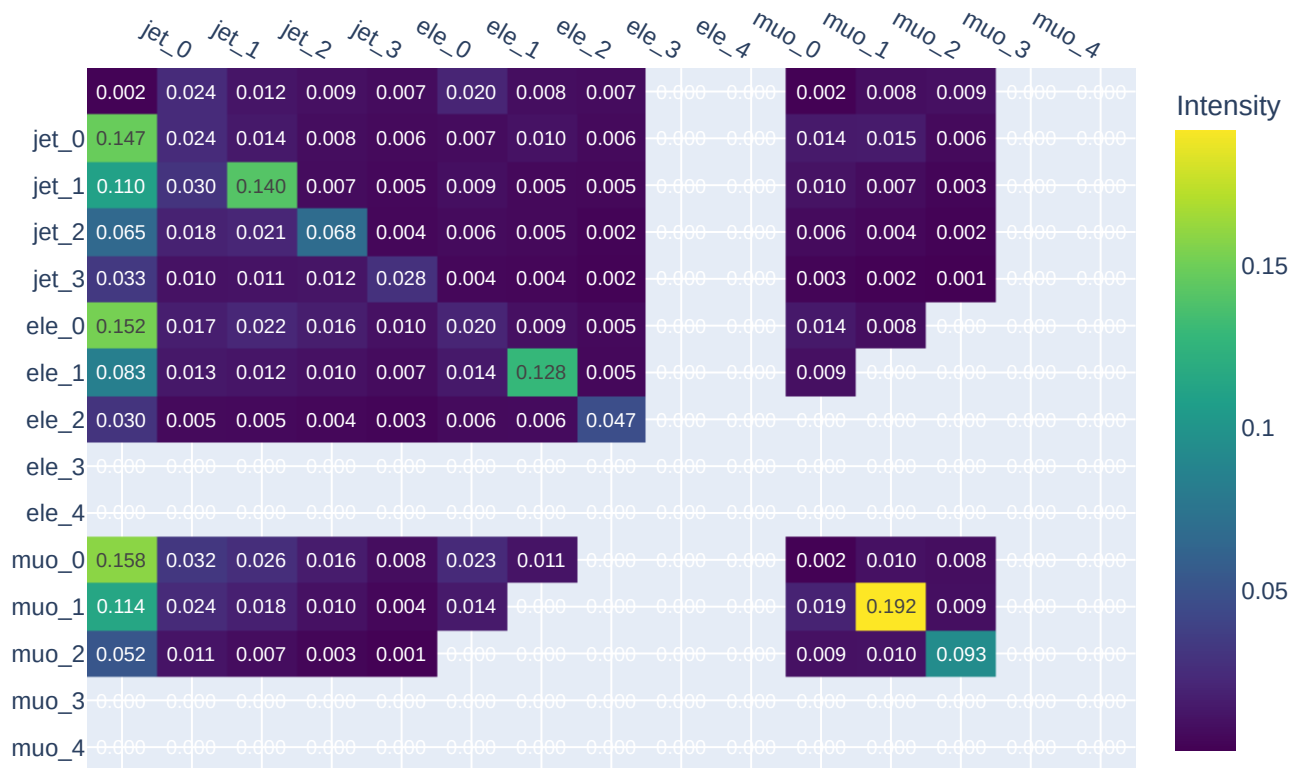 jet_0 jet_1 jet_2 jet_3 ele_0 ele_1 ele_2 ele_3 ele_4 muo_0 muo_1 muo_2 muo_3 muo_4
0.002 0.024 0.012 0.009 0.007 0.020 0.008 0.007 0.000 0.000 0.002 0.008 0.009 0.000 0.000
Intensity
jet_0 0.147 0.024 0.014 0.008 0.006 0.007 0.010 0.006 0.000 0.000 0.014 0.015 0.006 0.000 0.000
jet_1 0.110 0.030 0.140 0.007 0.005 0.009 0.005 0.005 0.000 0.000 0.010 0.007 0.003 0.000 0.000
jet_2 0.065 0.018 0.021 0.068 0.004 0.006 0.005 0.002 0.000 0.000 0.006 0.004 0.002 0.000 0.000
jet_3 0.033 0.010 0.011 0.012 0.028 0.004 0.004 0.002 0.000 0.000 0.003 0.002 0.001 0.000 0.000
0.15
ele_0 0.152 0.017 0.022 0.016 0.010 0.020 0.009 0.005 0.000 0.000 0.014 0.008 0.000 0.000 0.000
ele_1 0.083 0.013 0.012 0.010 0.007 0.014 0.128 0.005 0.000 0.000 0.009 0.000 0.000 0.000 0.000
ele_2 0.030 0.005 0.005 0.004 0.003 0.006 0.006 0.047 0.000 0.000 0.000 0.000 0.000 0.000 0.000
0.1
ele_3 0.000 0.000 0.000 0.000 0.000 0.000 0.000 0.000 0.000 0.000 0.000 0.000 0.000 0.000 0.000
ele_4 0.000 0.000 0.000 0.000 0.000 0.000 0.000 0.000 0.000 0.000 0.000 0.000 0.000 0.000 0.000
muo_0 0.158 0.032 0.026 0.016 0.008 0.023 0.011 0.000 0.000 0.000 0.002 0.010 0.008 0.000 0.000
0.05
muo_1 0.114 0.024 0.018 0.010 0.004 0.014 0.000 0.000 0.000 0.000 0.019 0.192 0.009 0.000 0.000
muo_2 0.052 0.011 0.007 0.003 0.001 0.000 0.000 0.000 0.000 0.000 0.009 0.010 0.093 0.000 0.000
muo_3 0.000 0.000 0.000 0.000 0.000 0.000 0.000 0.000 0.000 0.000 0.000 0.000 0.000 0.000 0.000
muo_4 0.000 0.000 0.000 0.000 0.000 0.000 0.000 0.000 0.000 0.000 0.000 0.000 0.000 0.000 0.000